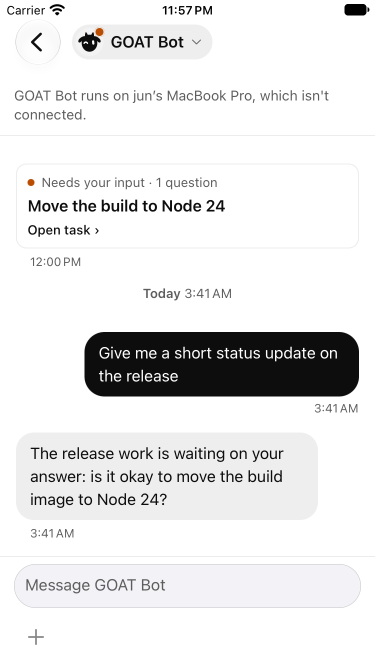 Carrier 11:57 PM
GOAT Bot
GOAT Bot runs on jun’s MacBook Pro, which isn't
connected.
Needs your input · 1 question
Move the build to Node 24
Open task ›
12:00 PM
Today 3:41 AM
Give me a short status update on
the release
3:41 AM
The release work is waiting on your
answer: is it okay to move the build
image to Node 24?
3:41 AM
Message GOAT Bot